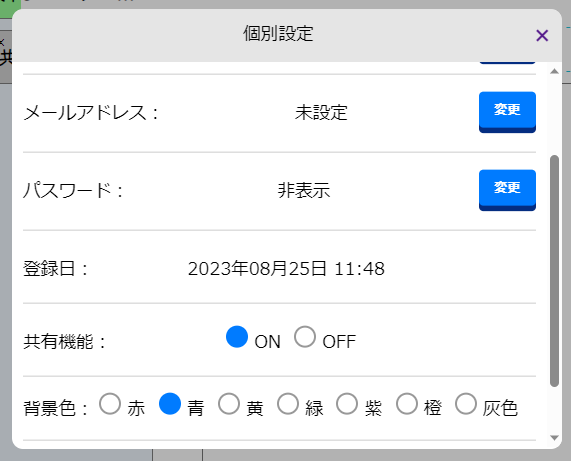 個別設定
×
メールアドレス：
未設定
変更
パスワード：
非表示
変更
登録日：
2023年08月25日 11:48
共有機能：
ON
OFF
背景色：
赤
青
黄
緑
紫
橙
灰色